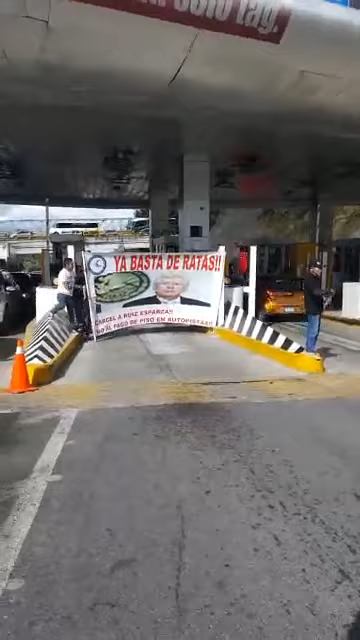 solo tag.
YA BASTA DE RATAS!!
CARCEL A RUIZ ESPARZA!!
NO AL PAGO DE PISO EN AUTOPISTAS!!